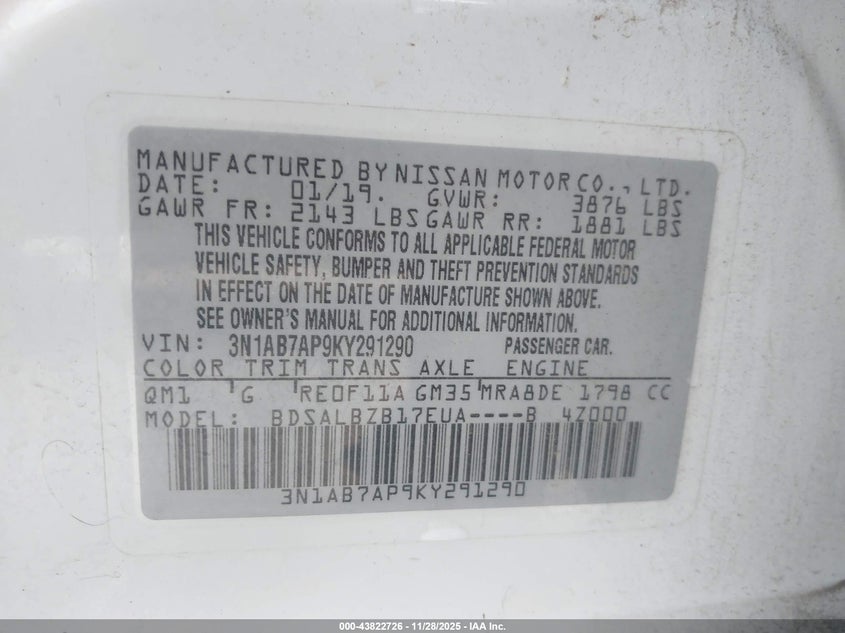 MANUFACTURED BY NISSAN MOTOR CO., LTD.
DATE: 01/19. GVWR: 3876 LBS
GAWR FR: 2143 LBS GAWR RR: 1881 LBS
THIS VEHICLE CONFORMS TO ALL APPLICABLE FEDERAL MOTOR
VEHICLE SAFETY, BUMPER AND THEFT PREVENTION STANDARDS
IN EFFECT ON THE DATE OF MANUFACTURE SHOWN ABOVE.
SEE OWNER'S MANUAL FOR ADDITIONAL INFORMATION.
VIN: 3N1AB7AP9KY291290 PASSENGER CAR.
COLOR TRIM TRANS AXLE ENGINE
QM1 G RE0F11A GM35 MRA8DE 1798 CC
MODEL: BDSALBZB17EUA----B 4Z000
3N1AB7AP9KY291290
000-43822726 - 11/28/2025 - IAA Inc.